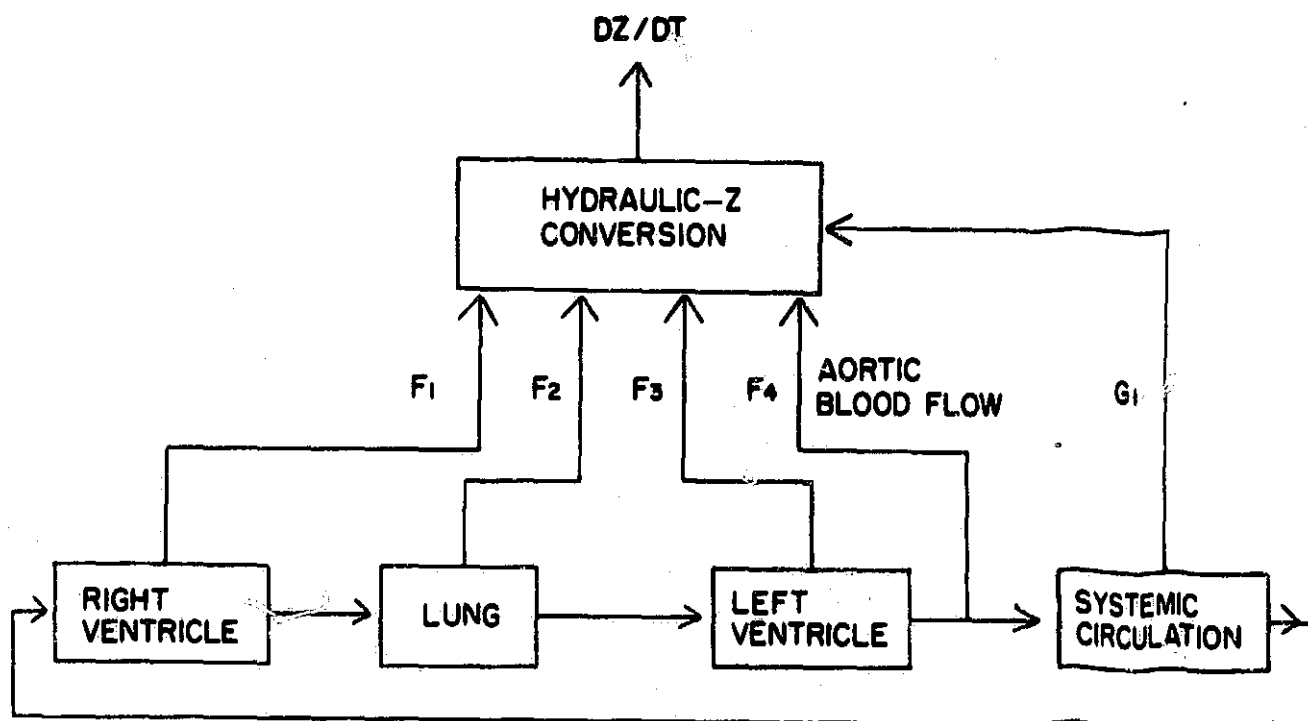 DZ/DT
HYDRAULIC-Z
CONVERSION
F1
F2
F3
F4
AORTIC
BLOOD FLOW
G1
RIGHT
VENTRICLE
LUNG
LEFT
VENTRICLE
SYSTEMIC
CIRCULATION